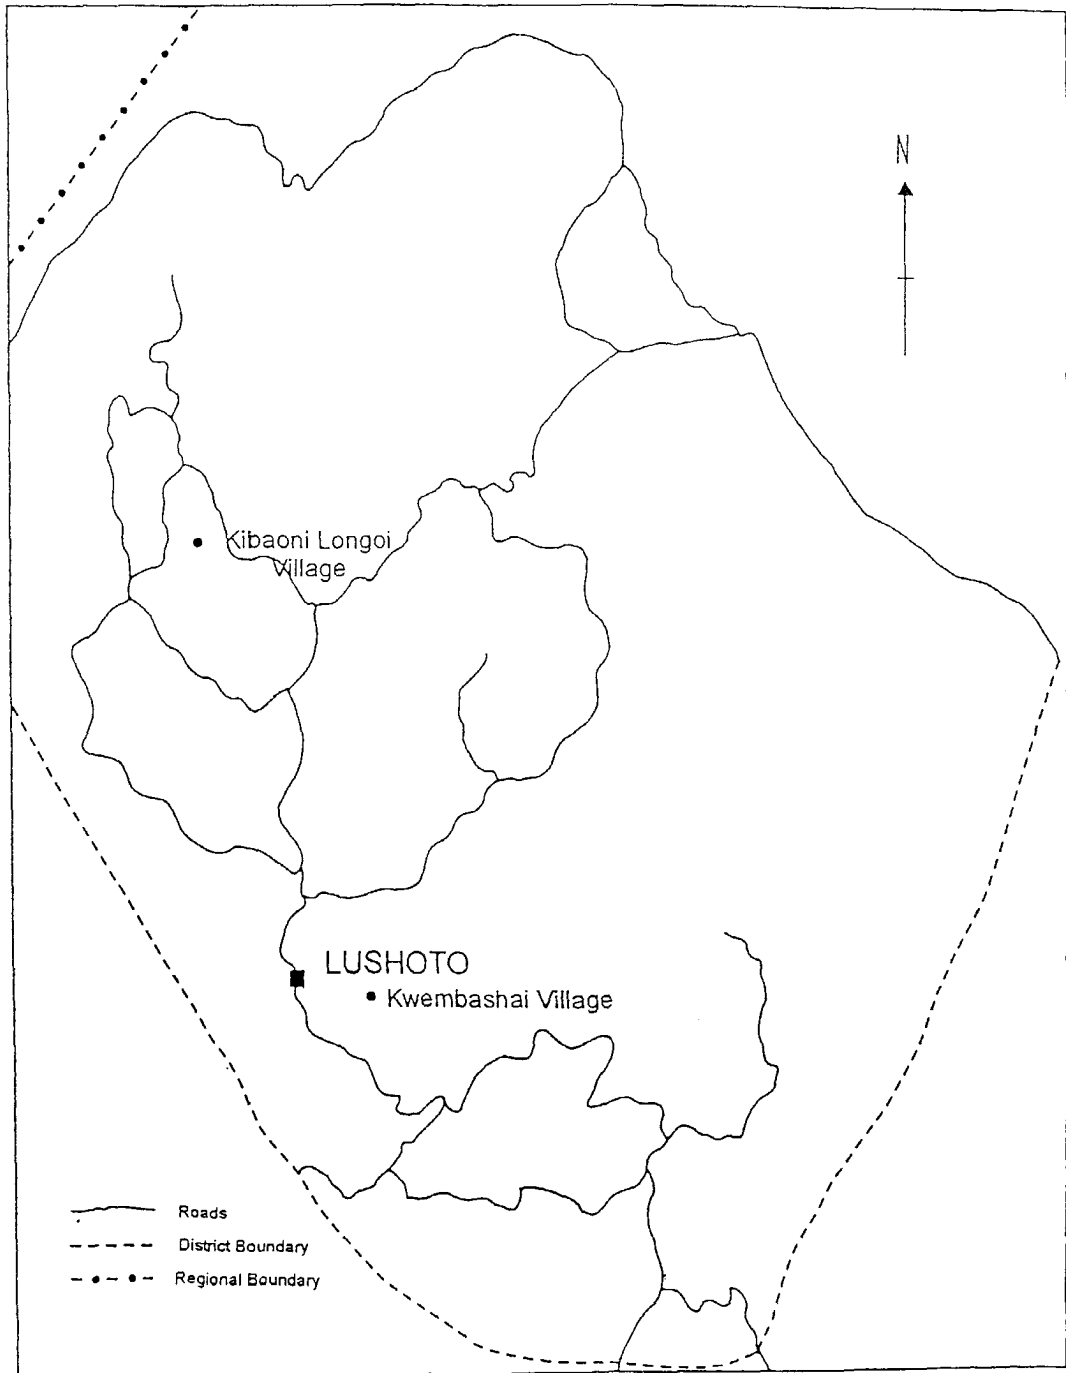 N
Kibaoni Longoi
Village
LUSHOTO
Kwembashai Village
Roads
District Boundary
Regional Boundary